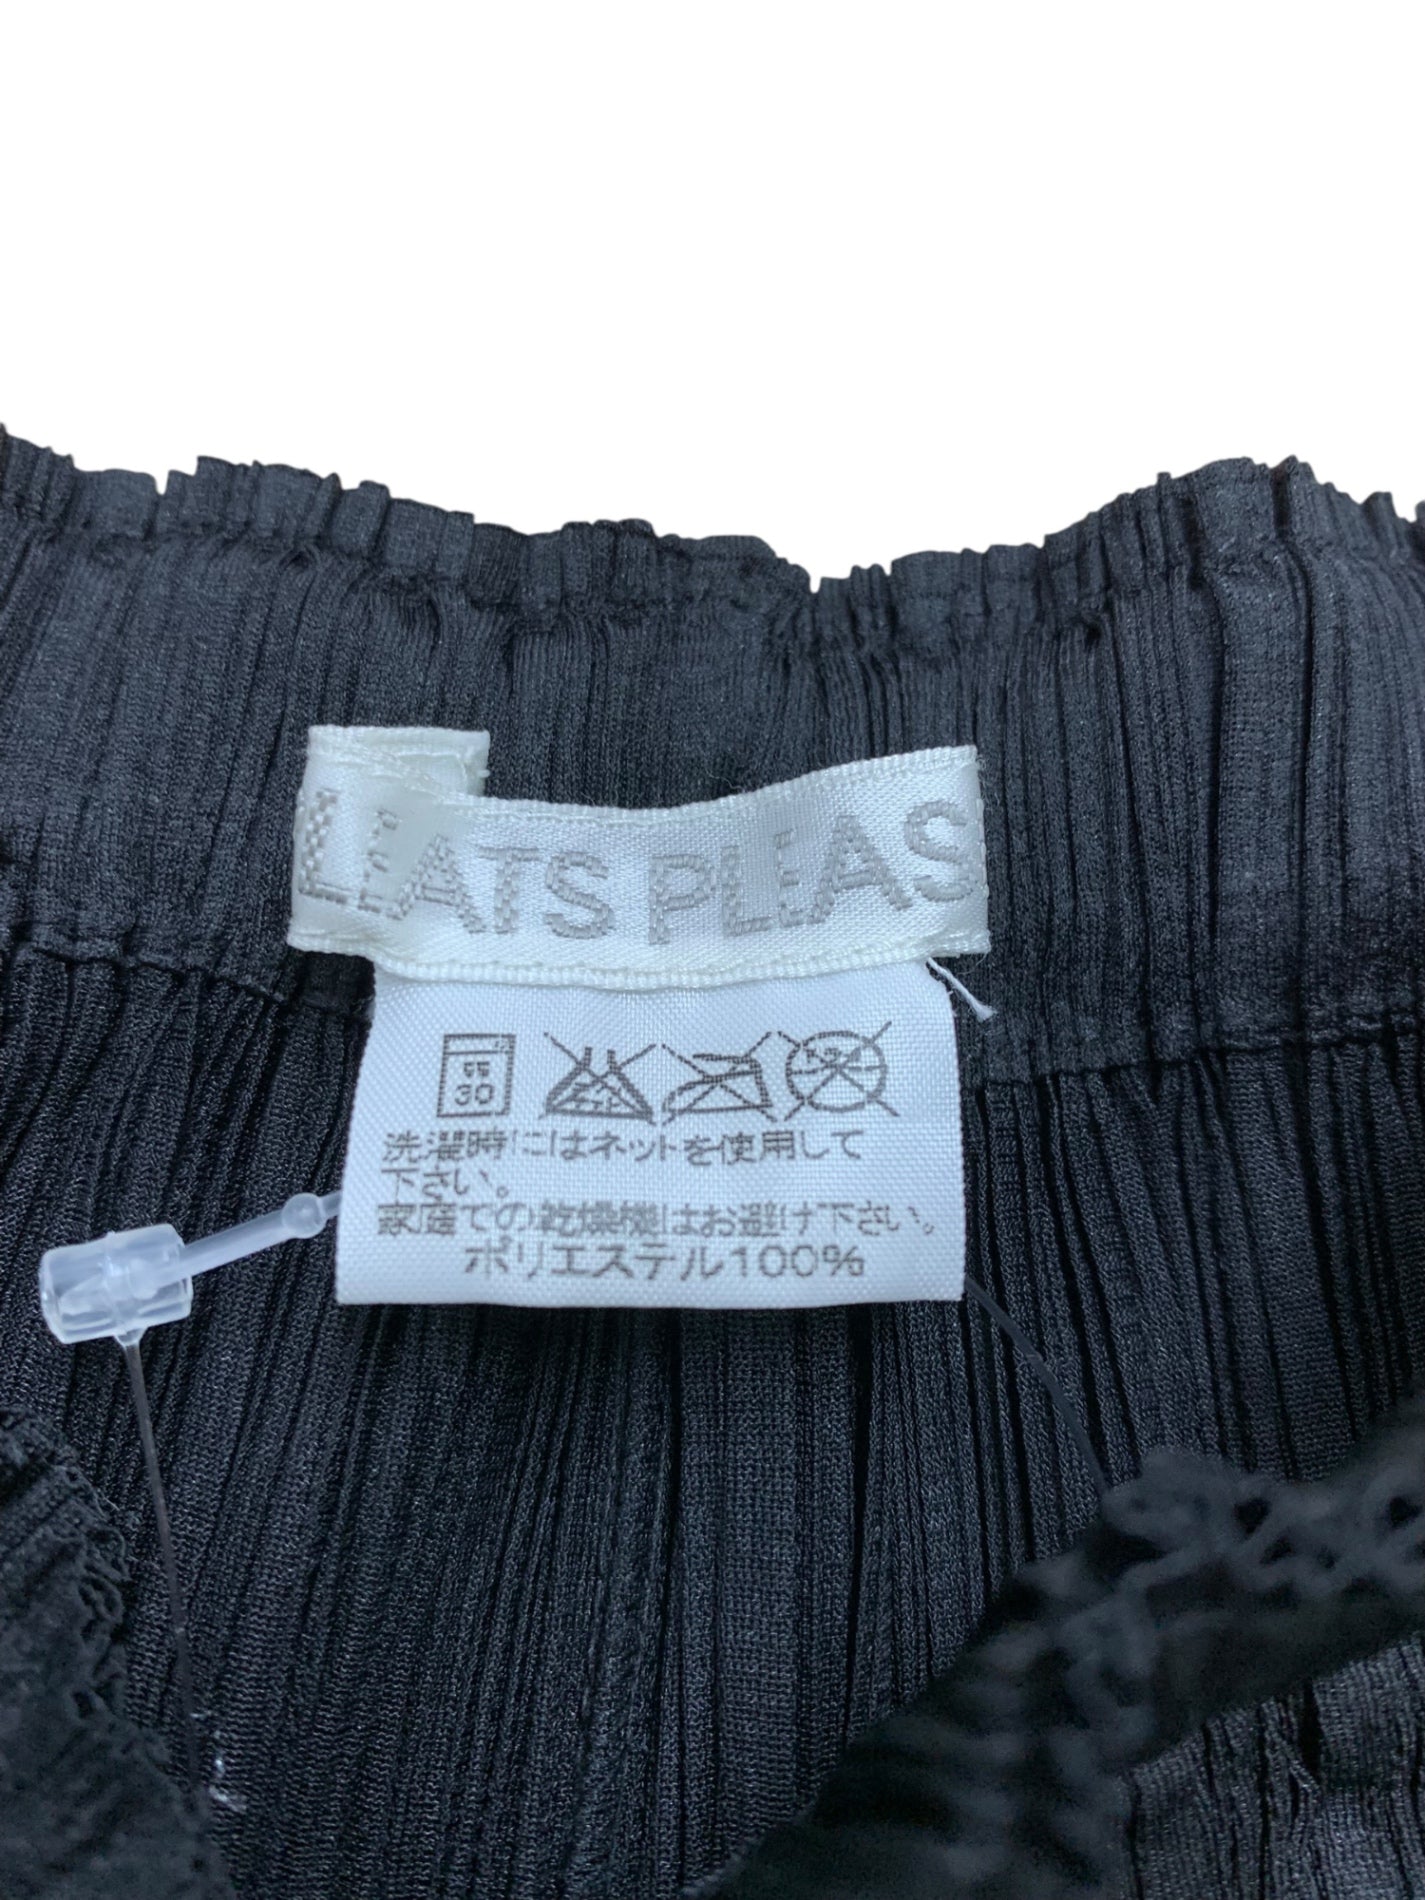 LEATS PLEAS
弱
30
洗濯時にはネットを使用して
下さい。
家庭での乾燥機はお避け下さい。
ポリエステル100%